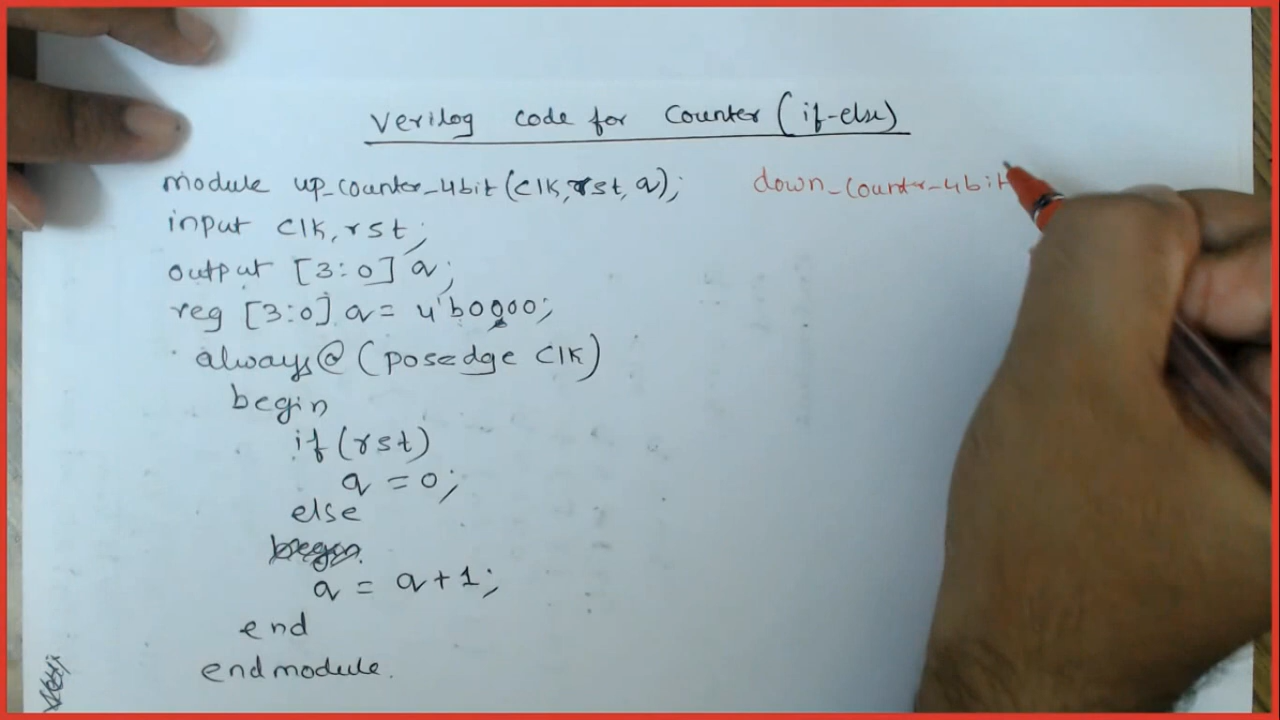 Verilog code for Counter (if-else)
module up_counter_4bit(clk,rst,q); down_counter_4bit
input clk,rst;
output [3:0] q;
reg [3:0] q= 4'b0000;
always@(posedge clk)
begin
if(rst)
q =0;
else
begin
q = q+1;
end
endmodule.